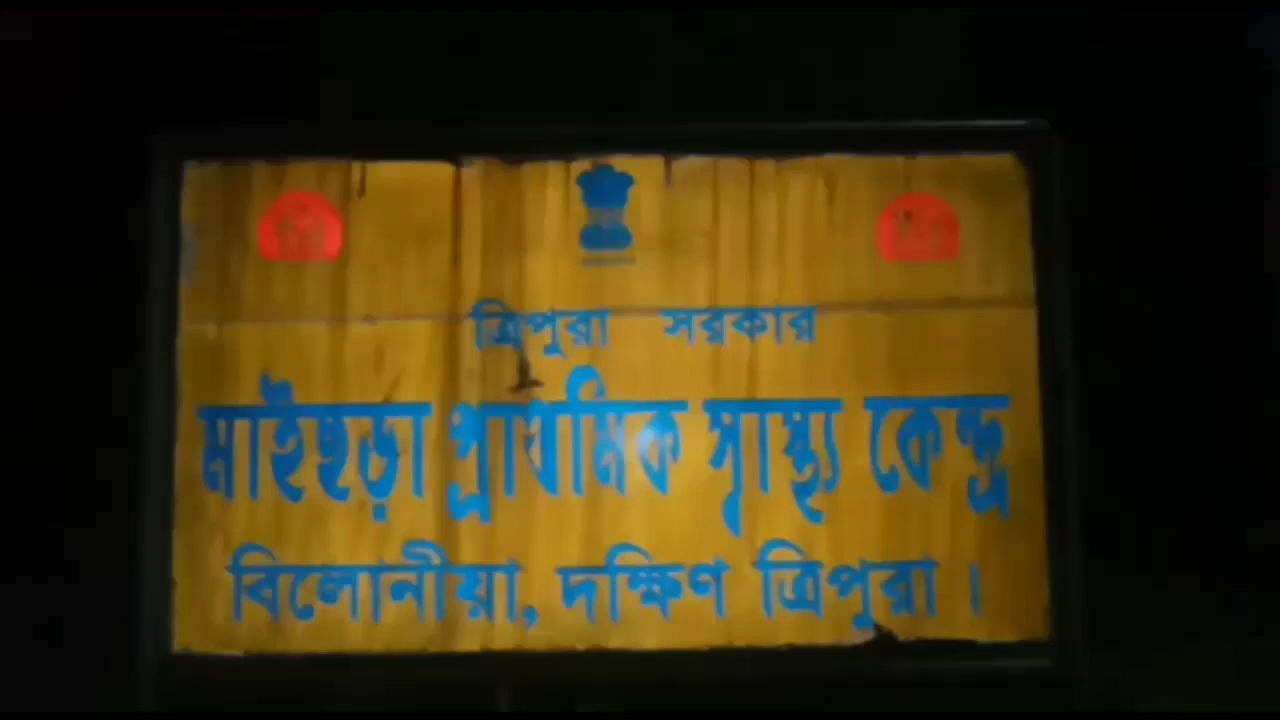 ত্রিপুরা সরকার
মাইছড়া প্রাথমিক স্বাস্থ্য কেন্দ্র
বিলোনীয়া, দক্ষিণ ত্রিপুরা ।